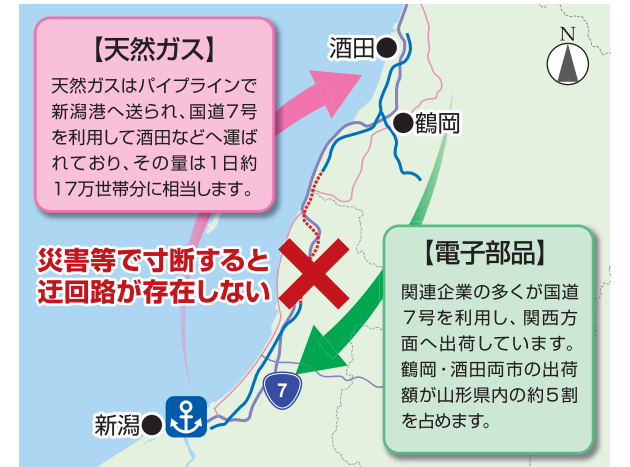 【天然ガス】
天然ガスはパイプラインで
新潟港へ送られ、国道7号
を利用して酒田などへ運ば
れており、その量は1日約
17万世帯分に相当します。
酒田
N
鶴岡
災害等で寸断すると
迂回路が存在しない
【電子部品】
関連企業の多くが国道
7号を利用し、関西方
面へ出荷しています。
鶴岡・酒田両市の出荷
額が山形県内の約5割
を占めます。
7
新潟